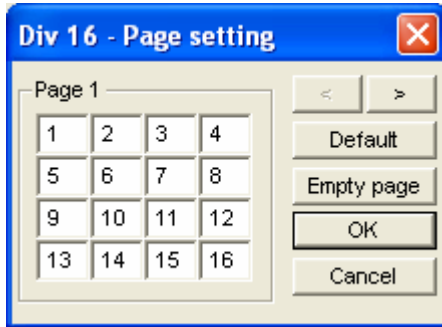 Div 16 - Page setting
Page 1
1 2 3 4
5 6 7 8
9 10 11 12
13 14 15 16
< >
Default
Empty page
OK
Cancel